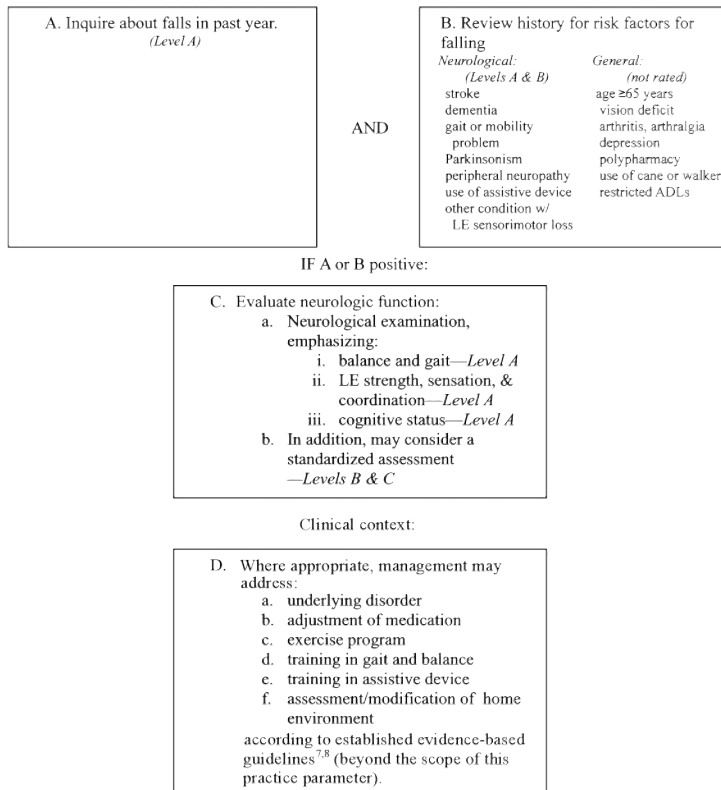 A. Inquire about falls in past year.
(Level A)
AND
B. Review history for risk factors for
falling
Neurological:
(Levels A & B)
stroke
dementia
gait or mobility
problem
Parkinsonism
peripheral neuropathy
use of assistive device
other condition w/
LE sensorimotor loss
General:
(not rated)
age ≥65 years
vision deficit
arthritis, arthralgia
depression
polypharmacy
use of cane or walker
restricted ADLs
IF A or B positive:
C. Evaluate neurologic function:
a. Neurological examination,
emphasizing:
i. balance and gait—Level A
ii. LE strength, sensation, &
coordination—Level A
iii. cognitive status—Level A
b. In addition, may consider a
standardized assessment
—Levels B & C
Clinical context:
D. Where appropriate, management may
address:
a. underlying disorder
b. adjustment of medication
c. exercise program
d. training in gait and balance
e. training in assistive device
f. assessment/modification of home
environment
according to established evidence-based
guidelines7,8 (beyond the scope of this
practice parameter).